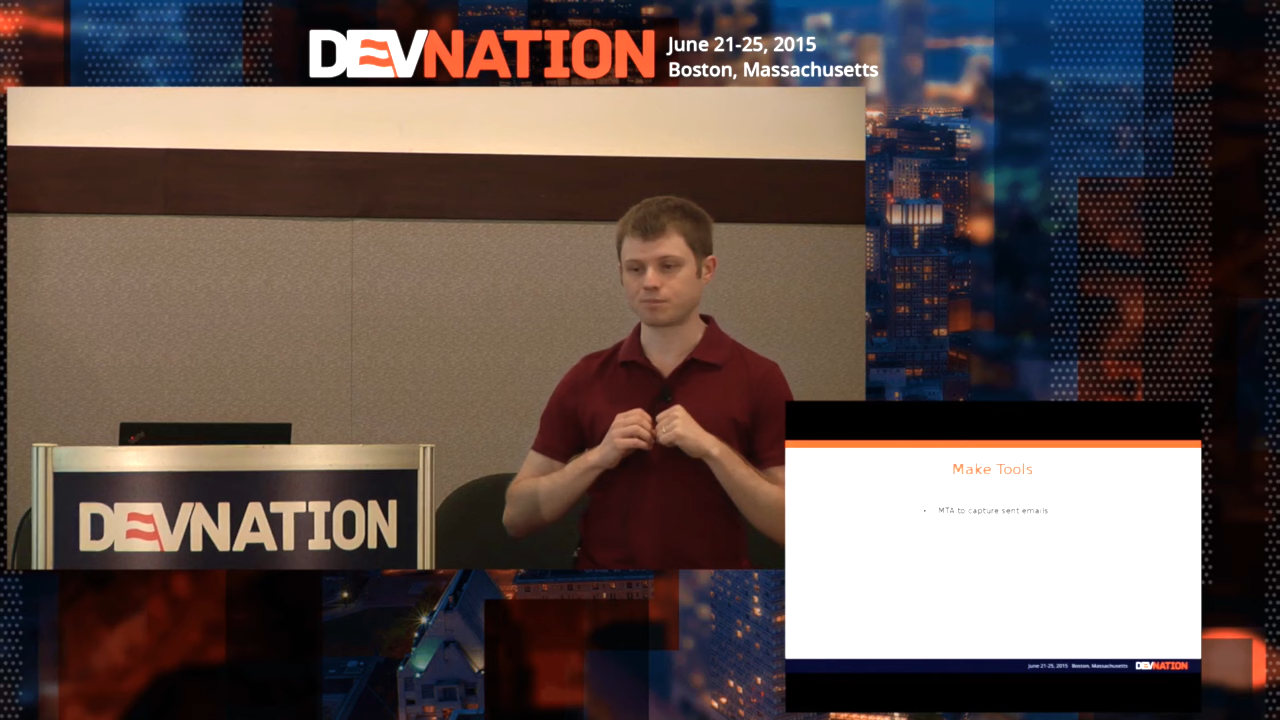 DEVNATION
June 21-25, 2015
Boston, Massachusetts
DEVNATION
Make Tools
• MTA to capture sent emails
June 21-25, 2015 Boston, Massachusetts DEVNATION